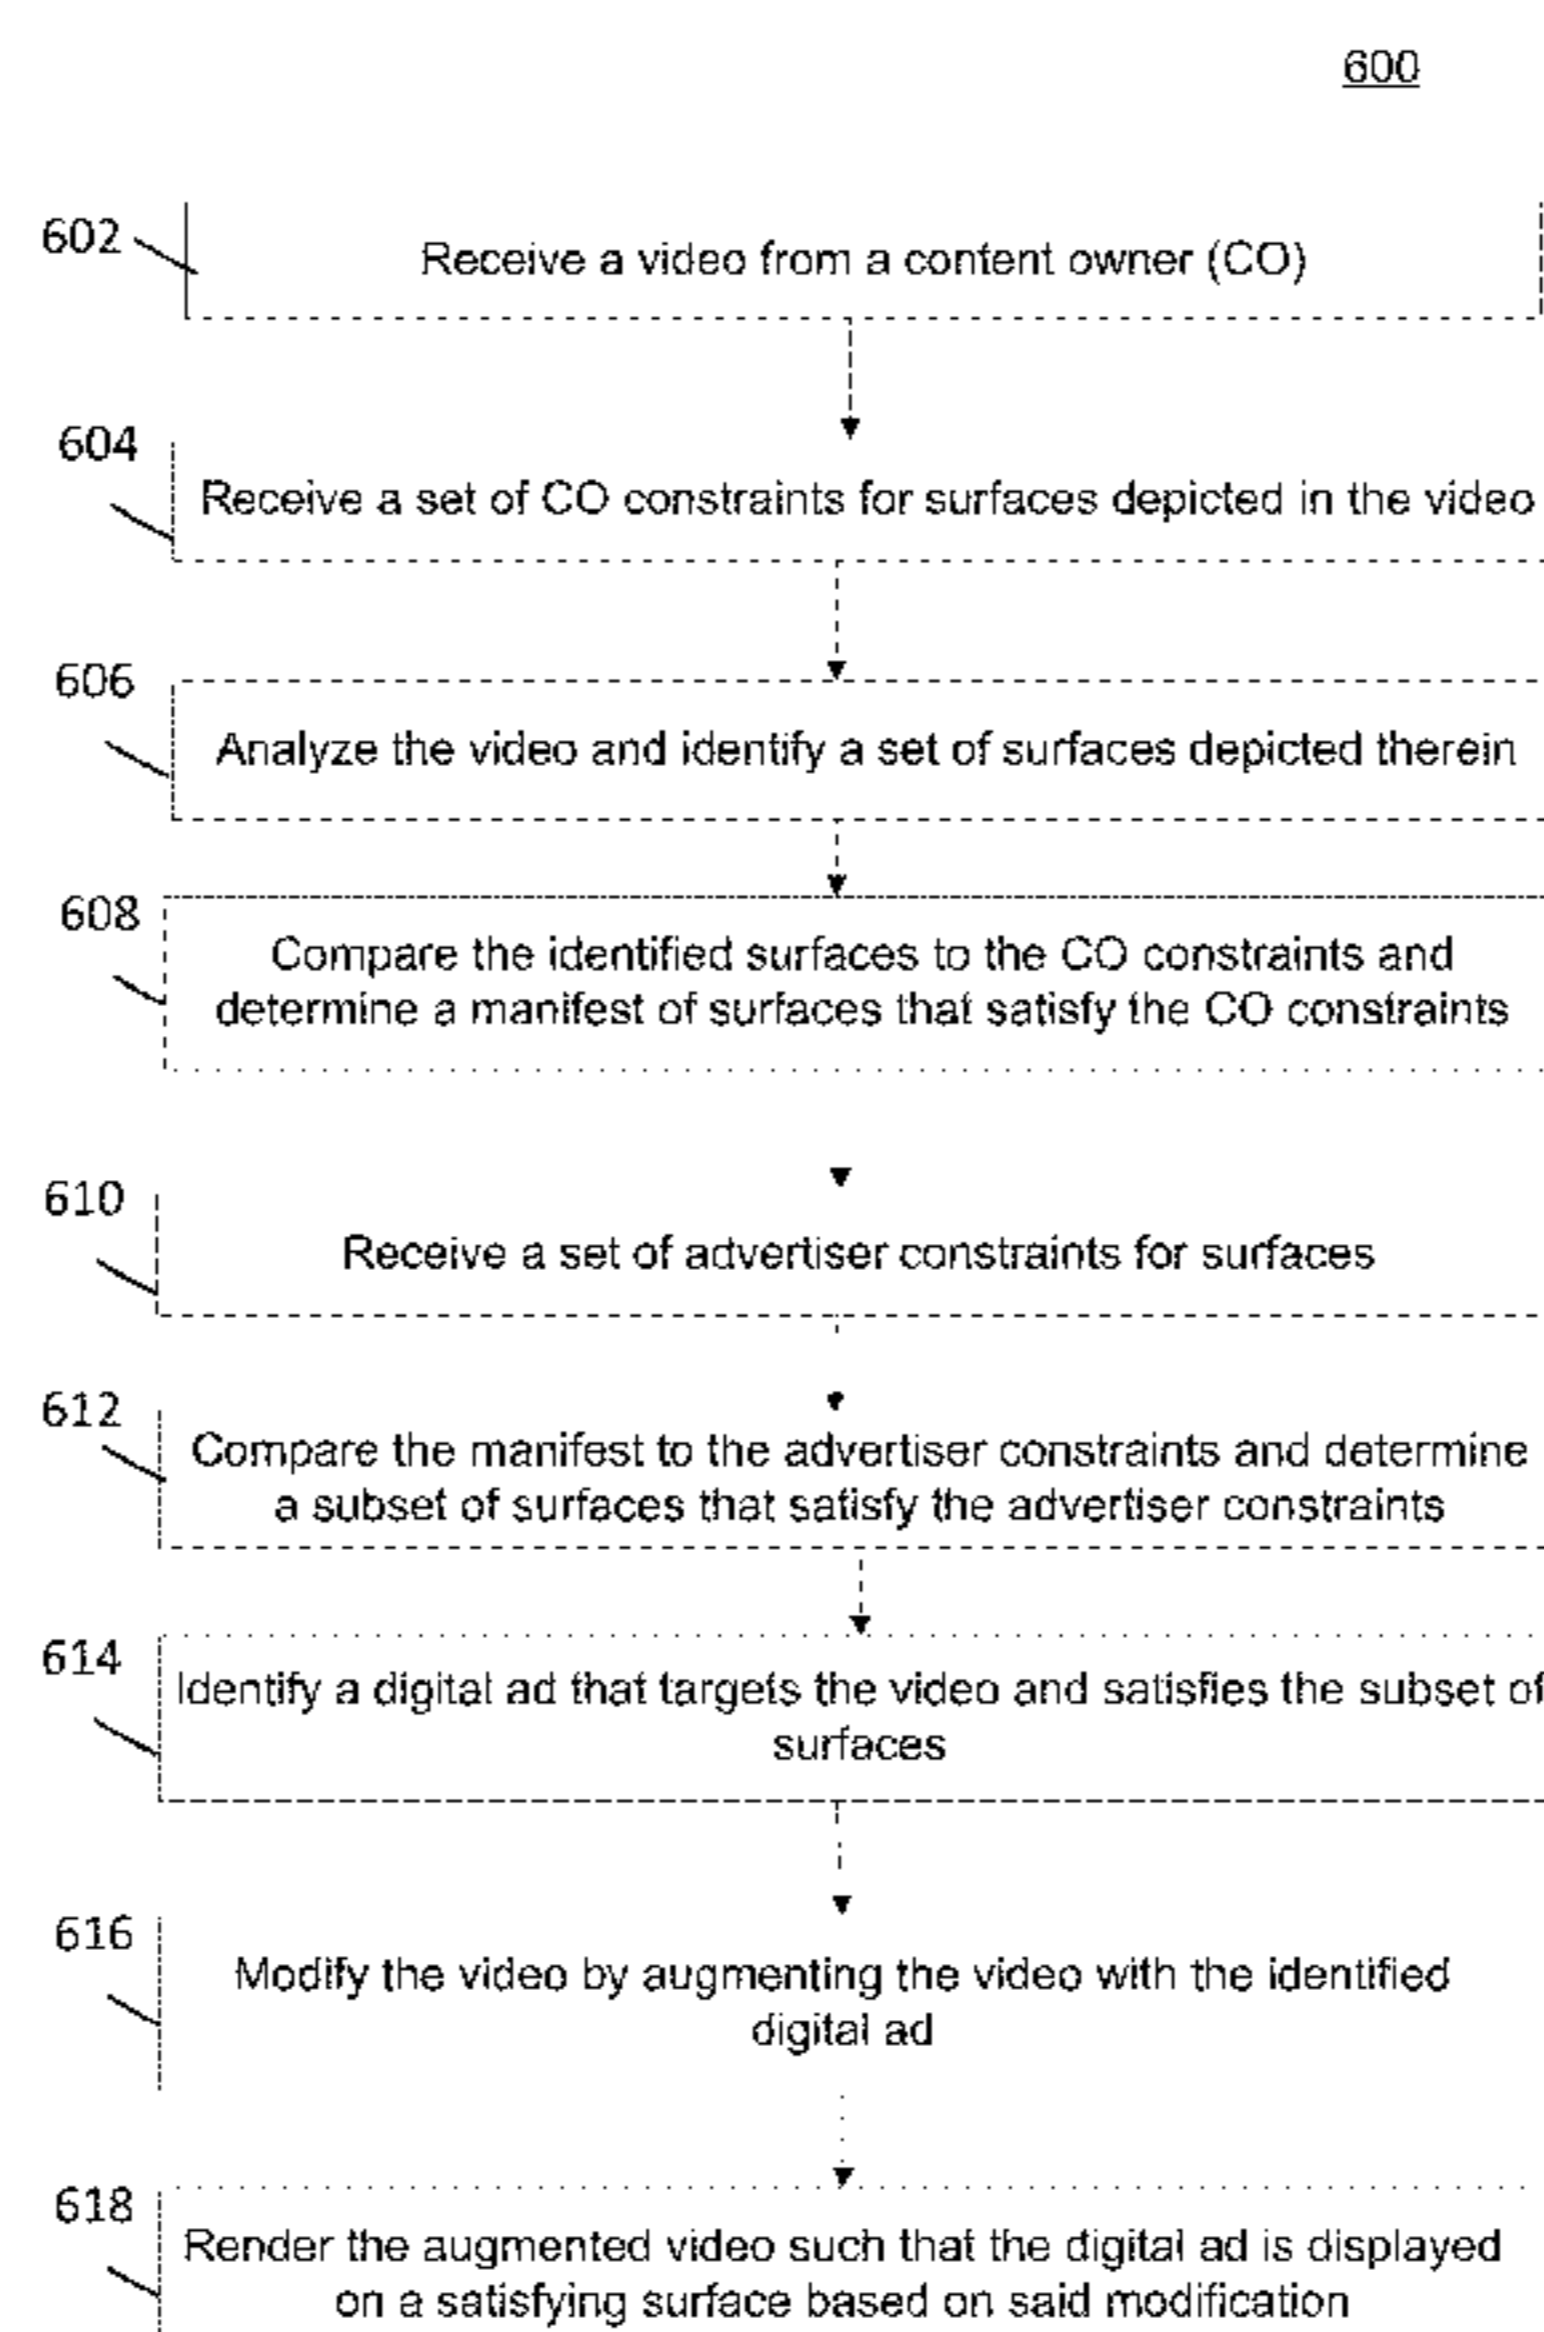 600
602
Receive a video from a content owner (CO)
604
Receive a set of CO constraints for surfaces depicted in the video
606
Analyze the video and identify a set of surfaces depicted therein
608
Compare the identified surfaces to the CO constraints and
determine a manifest of surfaces that satisfy the CO constraints
610
Receive a set of advertiser constraints for surfaces
612
Compare the manifest to the advertiser constraints and determine
a subset of surfaces that satisfy the advertiser constraints
614
Identify a digital ad that targets the video and satisfies the subset of
surfaces
616
Modify the video by augmenting the video with the identified
digital ad
618
Render the augmented video such that the digital ad is displayed
on a satisfying surface based on said modification